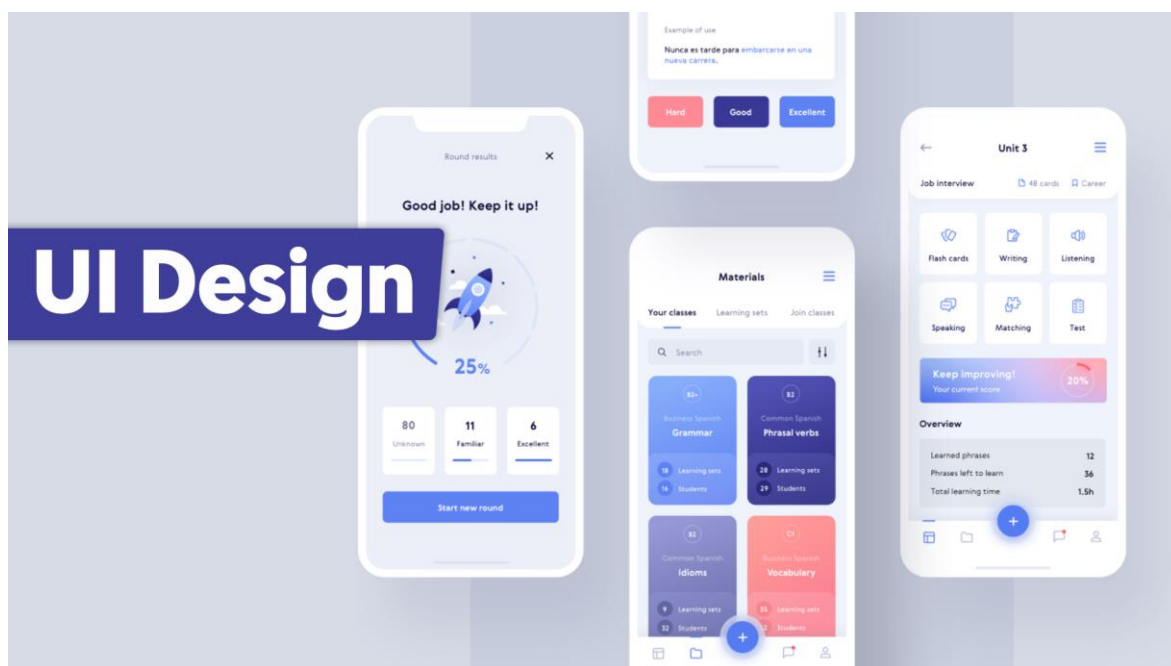 UI Design
Round results
Good job! Keep it up!
25%
80
Unknown
11
Familiar
6
Excellent
Start new round
Example of use
Nunca es tarde para embarcarse en una
nueva carrera.
Hard
Good
Excellent
Materials
Your classes
Learning sets
Join classes
Search
B2+
Business Spanish
Grammar
18 Learning sets
16 Students
B2
Common Spanish
Phrasal verbs
28 Learning sets
29 Students
B2
Common Spanish
Idioms
9 Learning sets
32 Students
C1
Business Spanish
Vocabulary
35 Learning sets
Students
Unit 3
Job interview
48 cards
Career
Flash cards
Writing
Listening
Speaking
Matching
Test
Keep improving!
Your current score
20%
Overview
Learned phrases 12
Phrases left to learn 36
Total learning time 1.5h